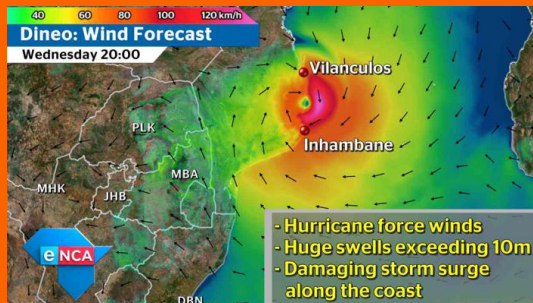 40 60 80 100 120 km/h
Dineo: Wind Forecast
Wednesday 20:00
Vilanculos
Inhambane
PLK
MBA
MHK
JHB
DBN
- Hurricane force winds
- Huge swells exceeding 10m
- Damaging storm surge
along the coast
eNCA